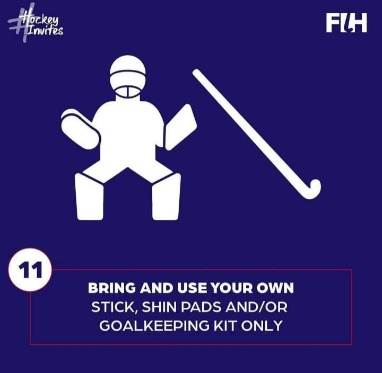 #Hockey
Invites
FIH
11
BRING AND USE YOUR OWN
STICK, SHIN PADS AND/OR
GOALKEEPING KIT ONLY